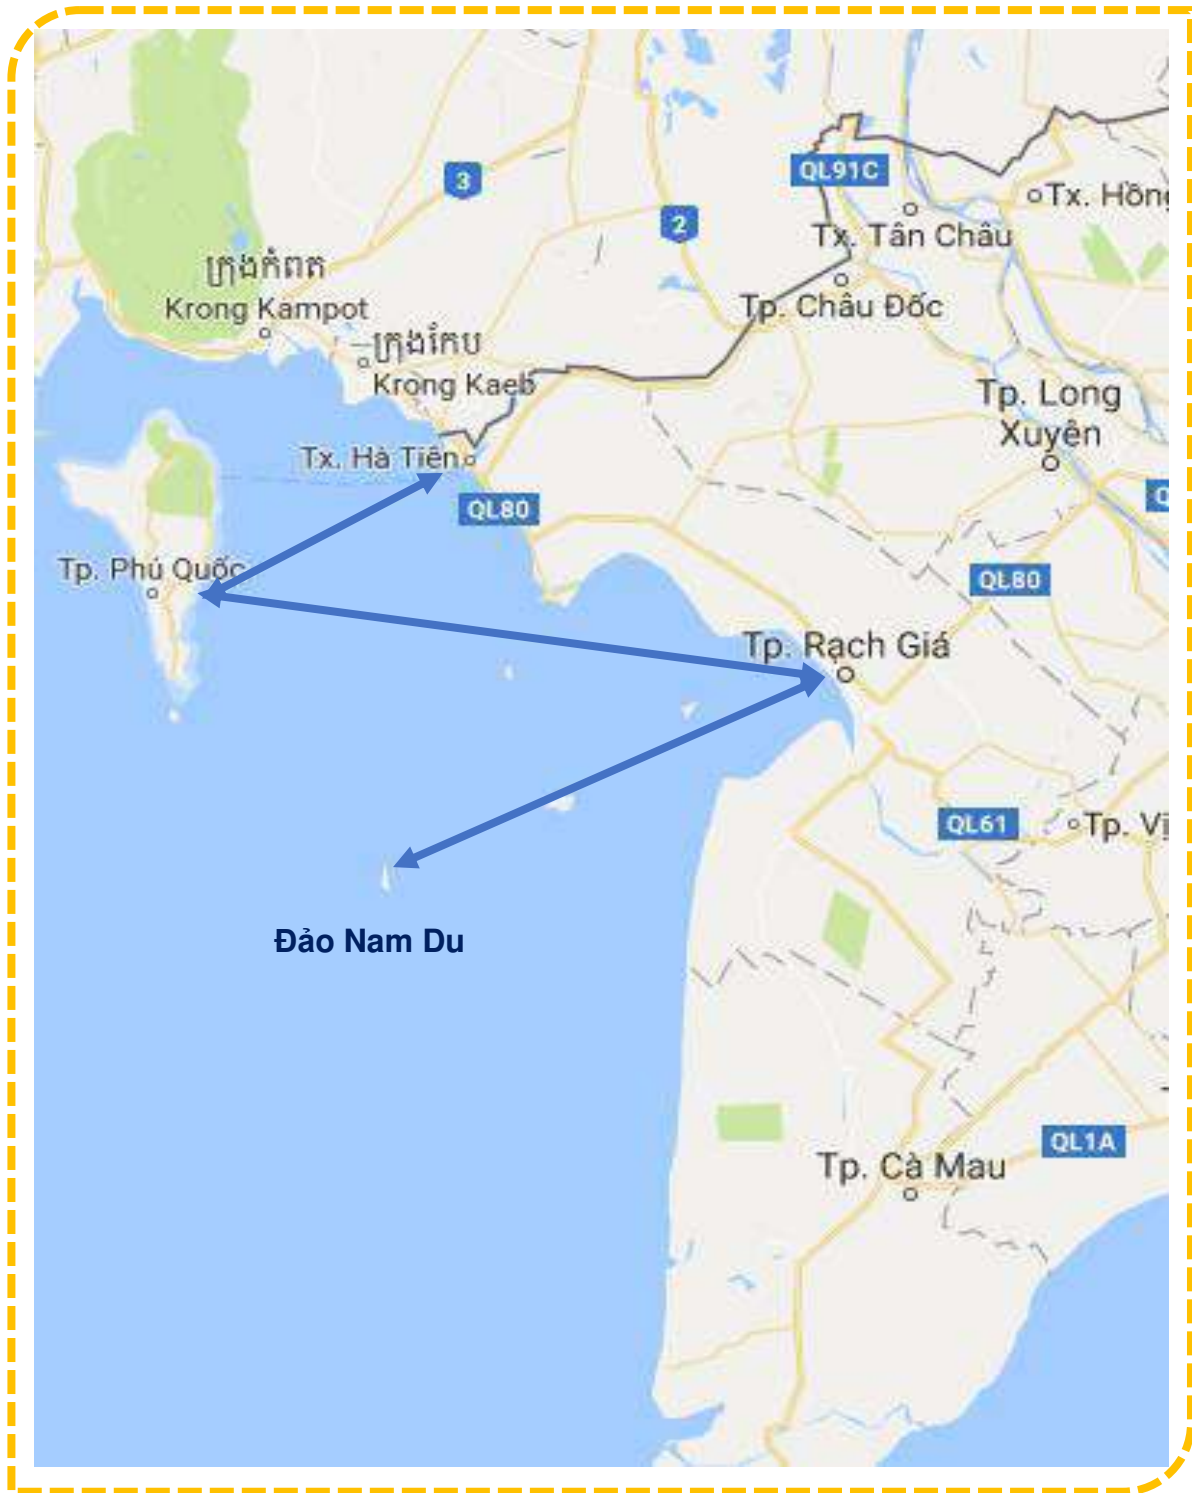 QL91C
3
Tx. Hồng
2
Tx. Tân Châu
ក្រុងកំពត
Krong Kampot
Tp. Châu Đốc
ក្រុងកែប
Krong Kaeb
Tp. Long
Xuyên
Tx. Hà Tiên
QL80
Q
Tp. Phú Quốc
QL80
Tp. Rạch Giá
QL61
Tp. Vị
Đảo Nam Du
QL1A
Tp. Cà Mau